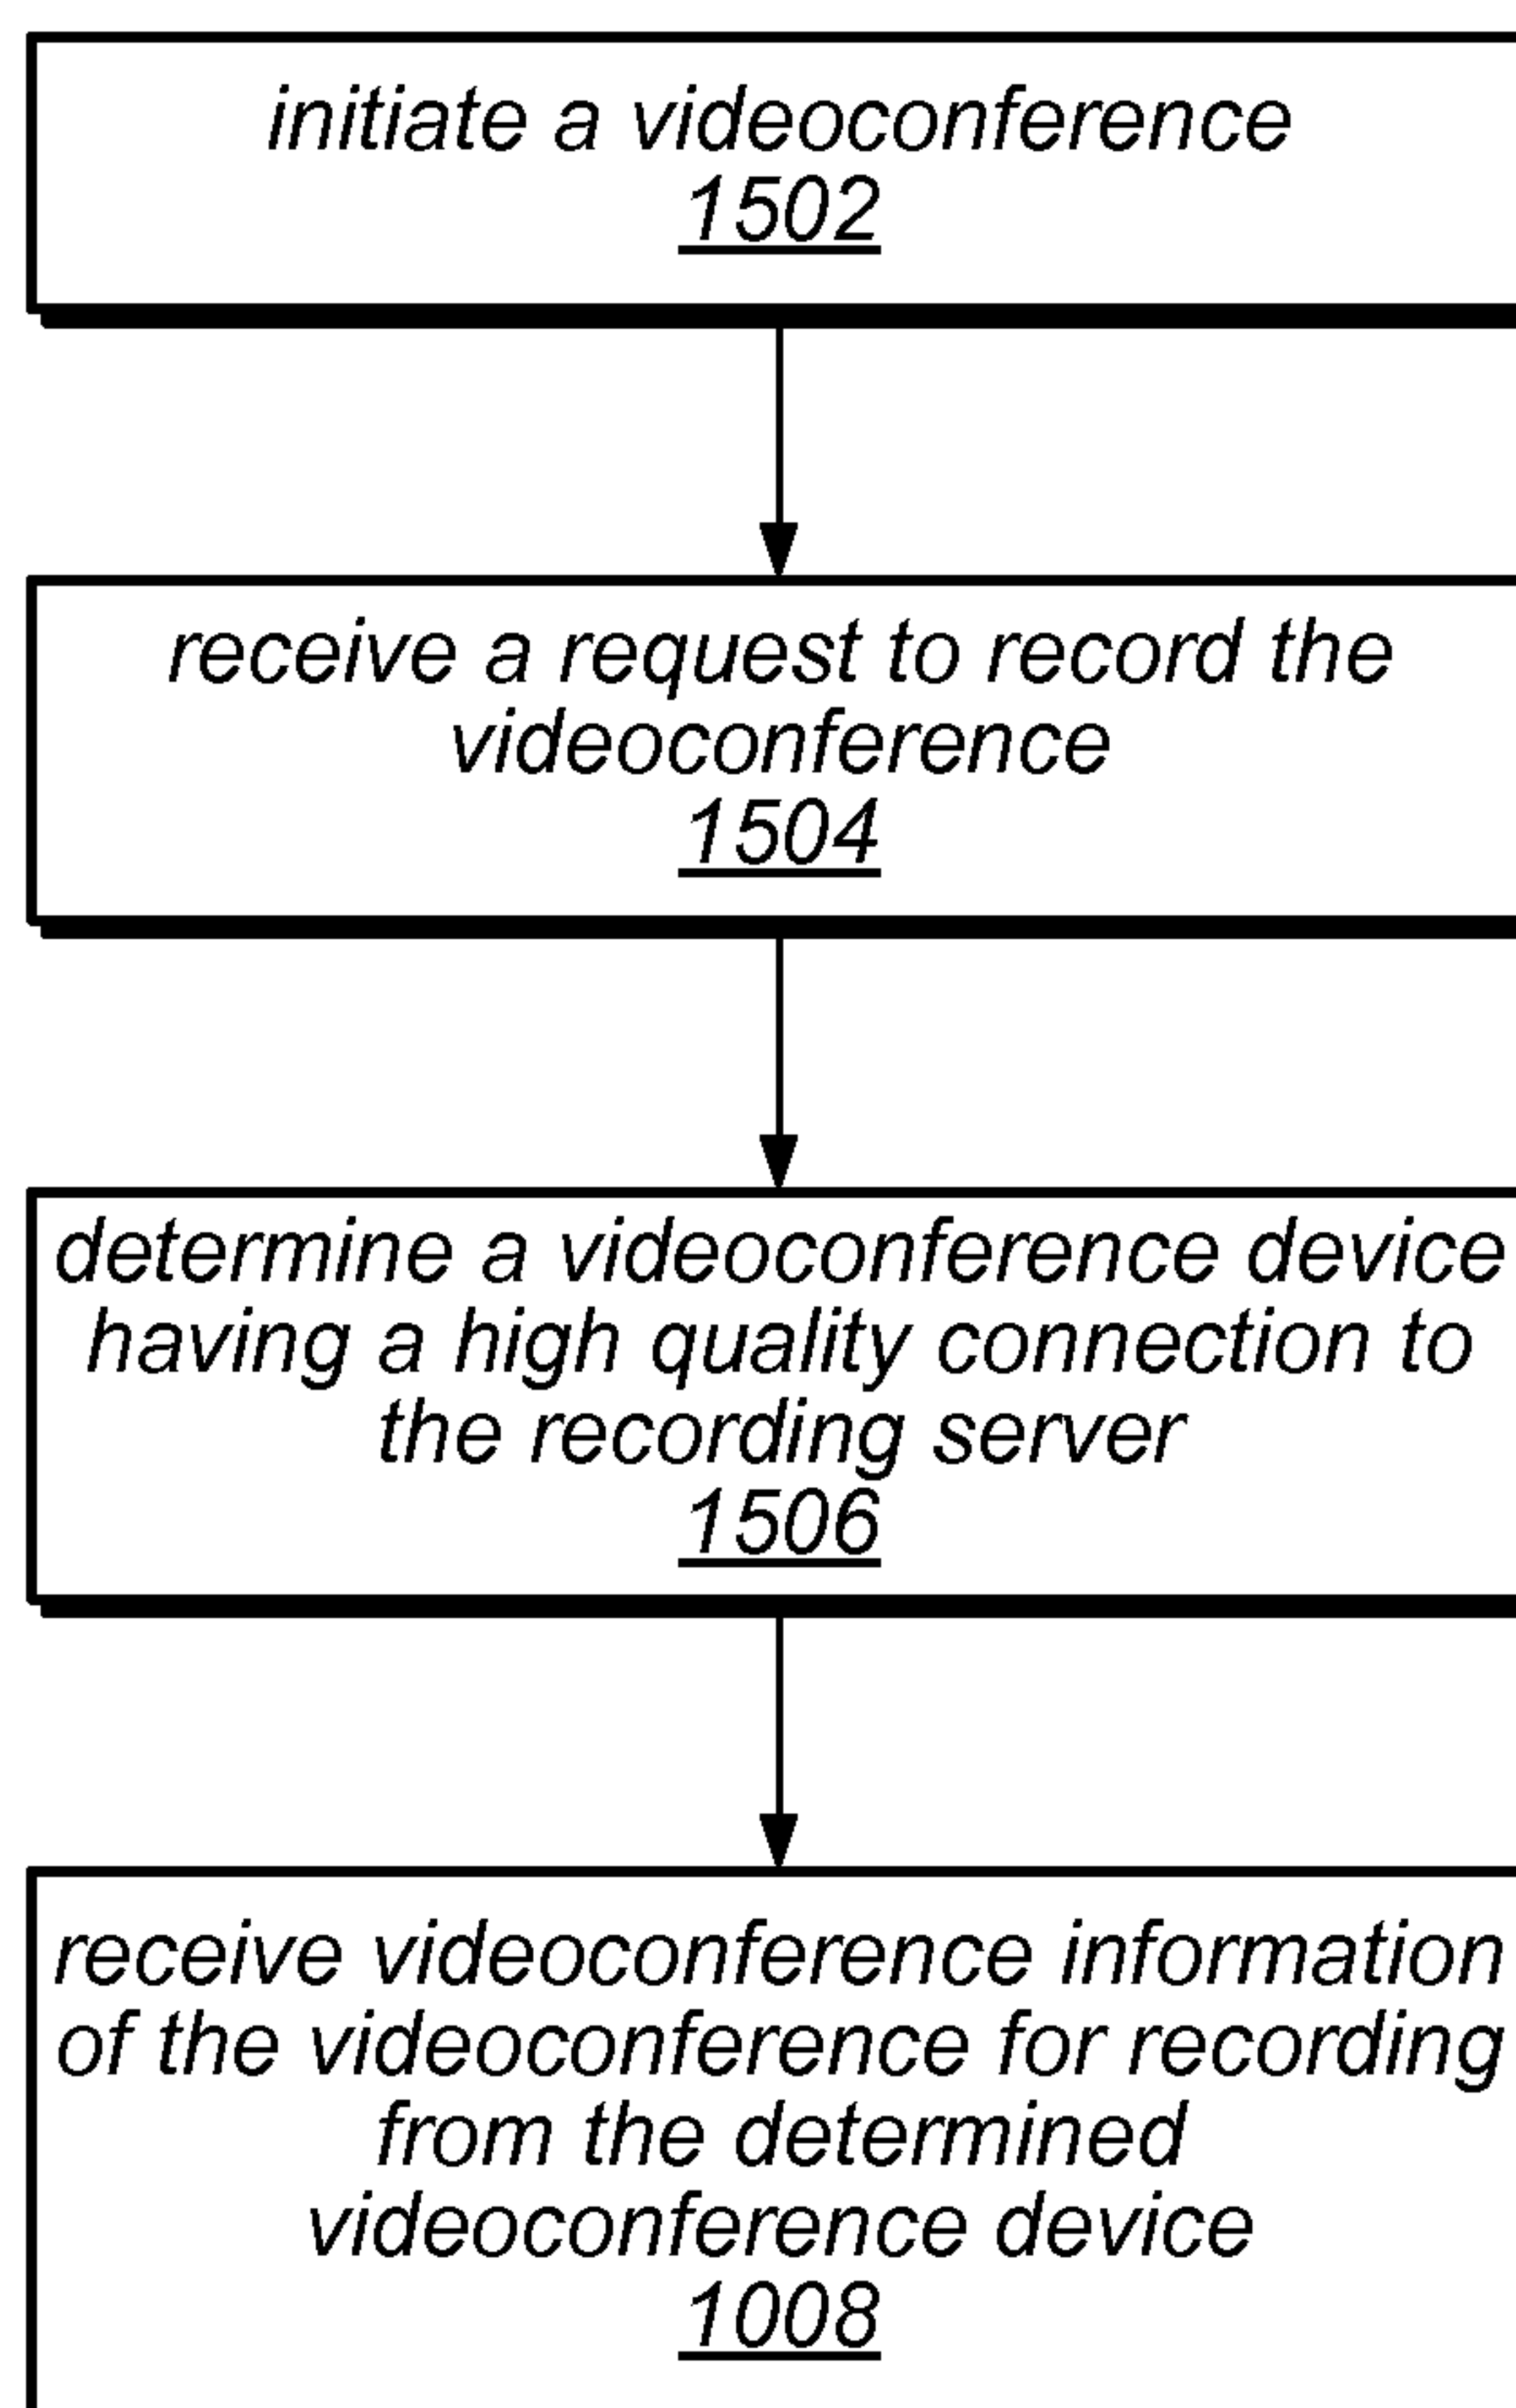 initiate a videoconference
1502
receive a request to record the
videoconference
1504
determine a videoconference device
having a high quality connection to
the recording server
1506
receive videoconference information
of the videoconference for recording
from the determined
videoconference device
1008